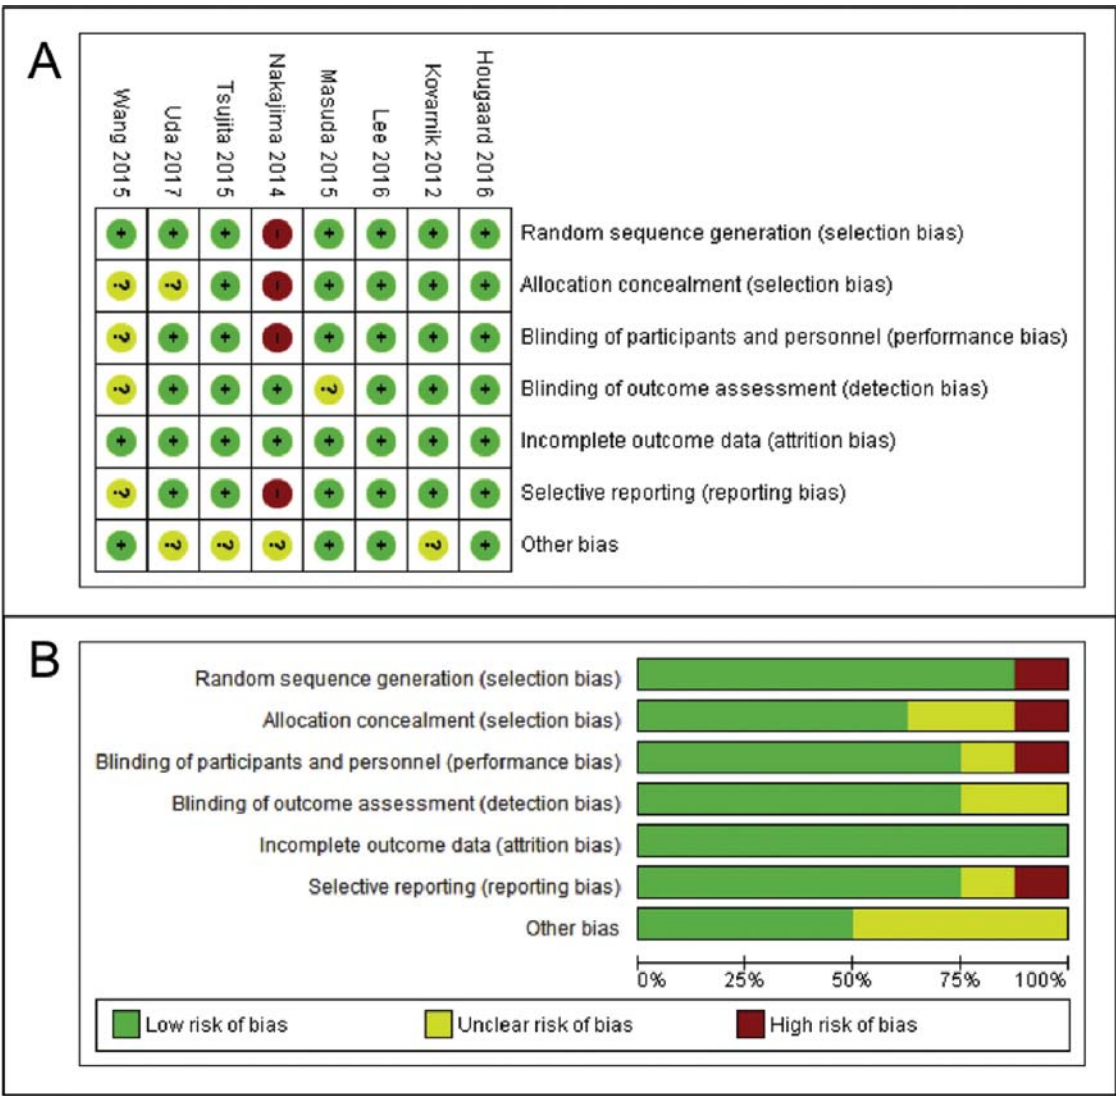 A
Wang 2015
Uda 2017
Tsujita 2015
Nakajima 2014
Masuda 2015
Lee 2016
Kovarnik 2012
Hougaard 2016
+ + + - + + + + Random sequence generation (selection bias)
? ? + - + + + + Allocation concealment (selection bias)
? + + - + + + + Blinding of participants and personnel (performance bias)
? + + + ? + + + Blinding of outcome assessment (detection bias)
+ + + + + + + + Incomplete outcome data (attrition bias)
? + + - + + + + Selective reporting (reporting bias)
+ ? ? ? + + ? + Other bias
B
Random sequence generation (selection bias)
Allocation concealment (selection bias)
Blinding of participants and personnel (performance bias)
Blinding of outcome assessment (detection bias)
Incomplete outcome data (attrition bias)
Selective reporting (reporting bias)
Other bias
0% 25% 50% 75% 100%
Low risk of bias Unclear risk of bias High risk of bias